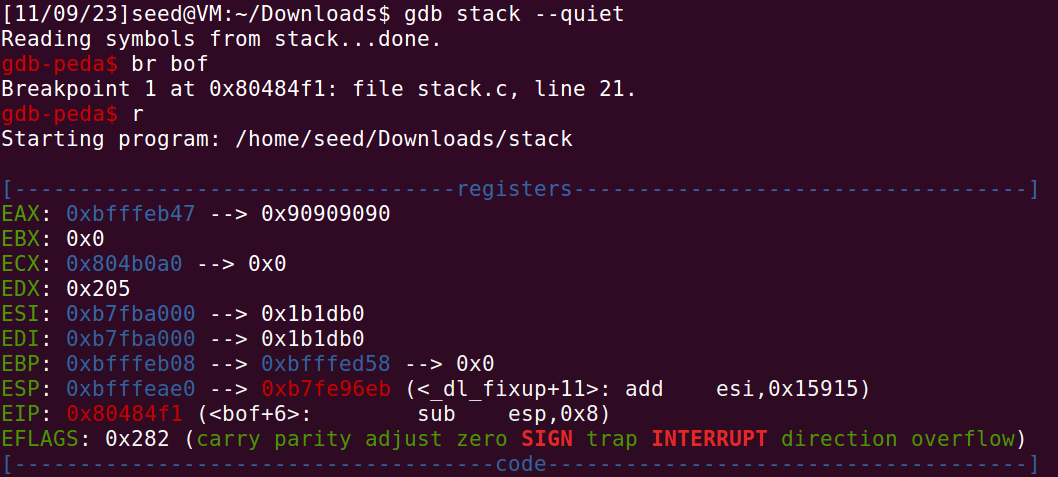 [11/09/23]seed@VM:~/Downloads$ gdb stack --quiet
Reading symbols from stack...done.
gdb-peda$ br bof
Breakpoint 1 at 0x80484f1: file stack.c, line 21.
gdb-peda$ r
Starting program: /home/seed/Downloads/stack
[----------------------------------registers-----------------------------------]
EAX: 0xbfffeb47 --> 0x90909090
EBX: 0x0
ECX: 0x804b0a0 --> 0x0
EDX: 0x205
ESI: 0xb7fba000 --> 0x1b1db0
EDI: 0xb7fba000 --> 0x1b1db0
EBP: 0xbfffeb08 --> 0xbfffed58 --> 0x0
ESP: 0xbfffeae0 --> 0xb7fe96eb (<_dl_fixup+11>: add    esi,0x15915)
EIP: 0x80484f1 (<bof+6>:        sub    esp,0x8)
EFLAGS: 0x282 (carry parity adjust zero SIGN trap INTERRUPT direction overflow)
[-------------------------------------code-------------------------------------]